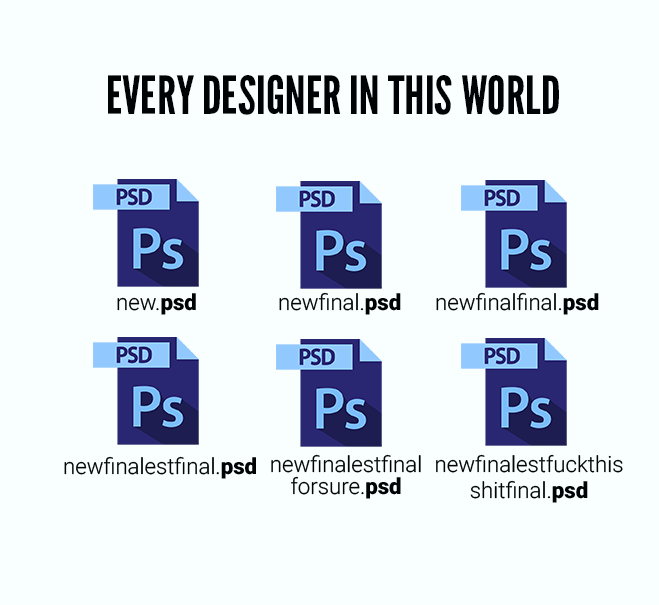 EVERY DESIGNER IN THIS WORLD
PSD PSD PSD
Ps Ps Ps
new.psd newfinal.psd newfinalfinal.psd
PSD PSD PSD
Ps Ps Ps
newfinalestfinal.psd newfinalestfinal newfinalestfuckthis
forsure.psd shitfinal.psd